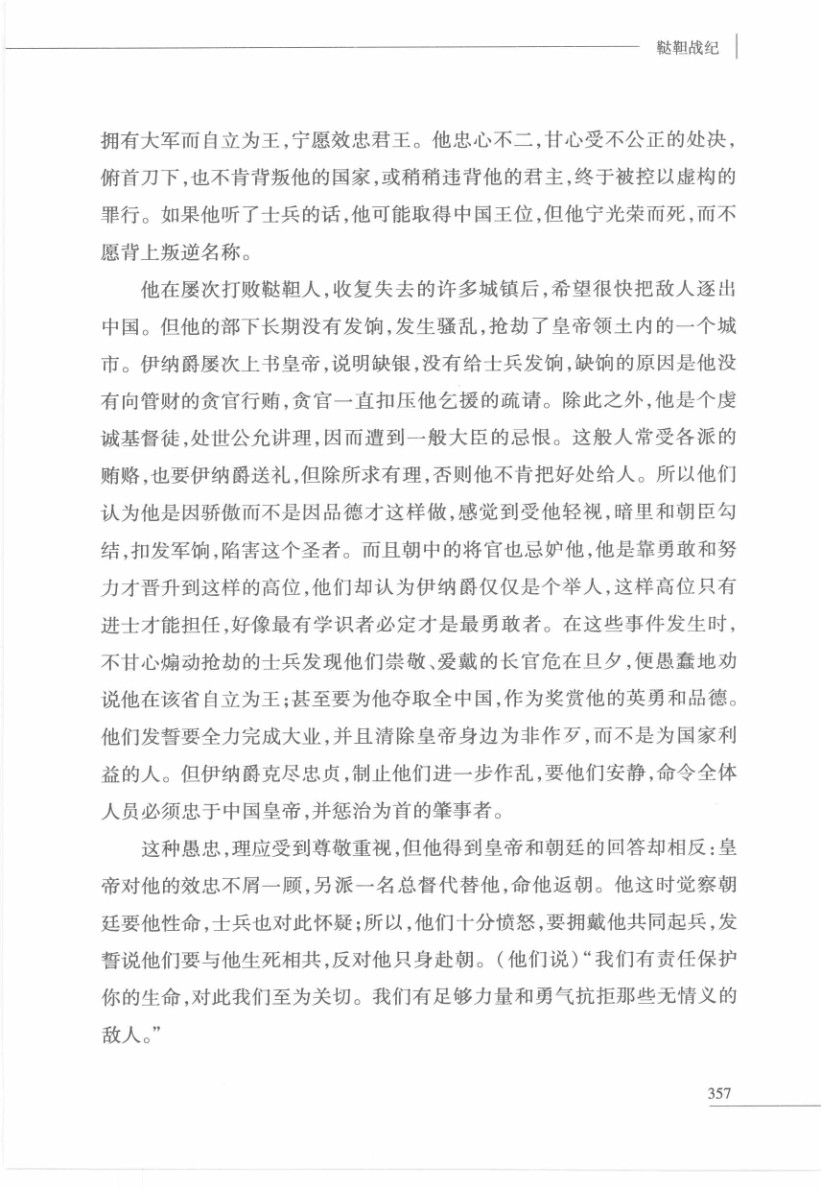 鞑靼战纪
拥有大军而自立为王,宁愿效忠君王。他忠心不二,甘心受不公正的处决,
俯首刀下,也不肯背叛他的国家,或稍稍违背他的君主,终于被控以虚构的
罪行。如果他听了士兵的话,他可能取得中国王位,但他宁光荣而死,而不
愿背上叛逆名称。
他在屡次打败鞑靼人,收复失去的许多城镇后,希望很快把敌人逐出
中国。但他的部下长期没有发饷,发生骚乱,抢劫了皇帝领土内的一个城
市。伊纳爵屡次上书皇帝,说明缺银,没有给士兵发饷,缺饷的原因是他没
有向管财的贪官行贿,贪官一直扣压他乞援的疏请。除此之外,他是个虔
诚基督徒,处世公允讲理,因而遭到一般大臣的忌恨。这般人常受各派的
贿赂,也要伊纳爵送礼,但除所求有理,否则他不肯把好处给人。所以他们
认为他是因骄傲而不是因品德才这样做,感觉到受他轻视,暗里和朝臣勾
结,扣发军饷,陷害这个圣者。而且朝中的将官也忌妒他,他是靠勇敢和努
力才晋升到这样的高位,他们却认为伊纳爵仅仅是个举人,这样高位只有
进士才能担任,好像最有学识者必定才是最勇敢者。在这些事件发生时,
不甘心煽动抢劫的士兵发现他们崇敬、爱戴的长官危在旦夕,便愚蠢地劝
说他在该省自立为王;甚至要为他夺取全中国,作为奖赏他的英勇和品德。
他们发誓要全力完成大业,并且清除皇帝身边为非作歹,而不是为国家利
益的人。但伊纳爵克尽忠贞,制止他们进一步作乱,要他们安静,命令全体
人员必须忠于中国皇帝,并惩治为首的肇事者。
这种愚忠,理应受到尊敬重视,但他得到皇帝和朝廷的回答却相反:皇
帝对他的效忠不屑一顾,另派一名总督代替他,命他返朝。他这时觉察朝
廷要他性命,士兵也对此怀疑;所以,他们十分愤怒,要拥戴他共同起兵,发
誓说他们要与他生死相共,反对他只身赴朝。(他们说)“我们有责任保护
你的生命,对此我们至为关切。我们有足够力量和勇气抗拒那些无情义的
敌人。”
357